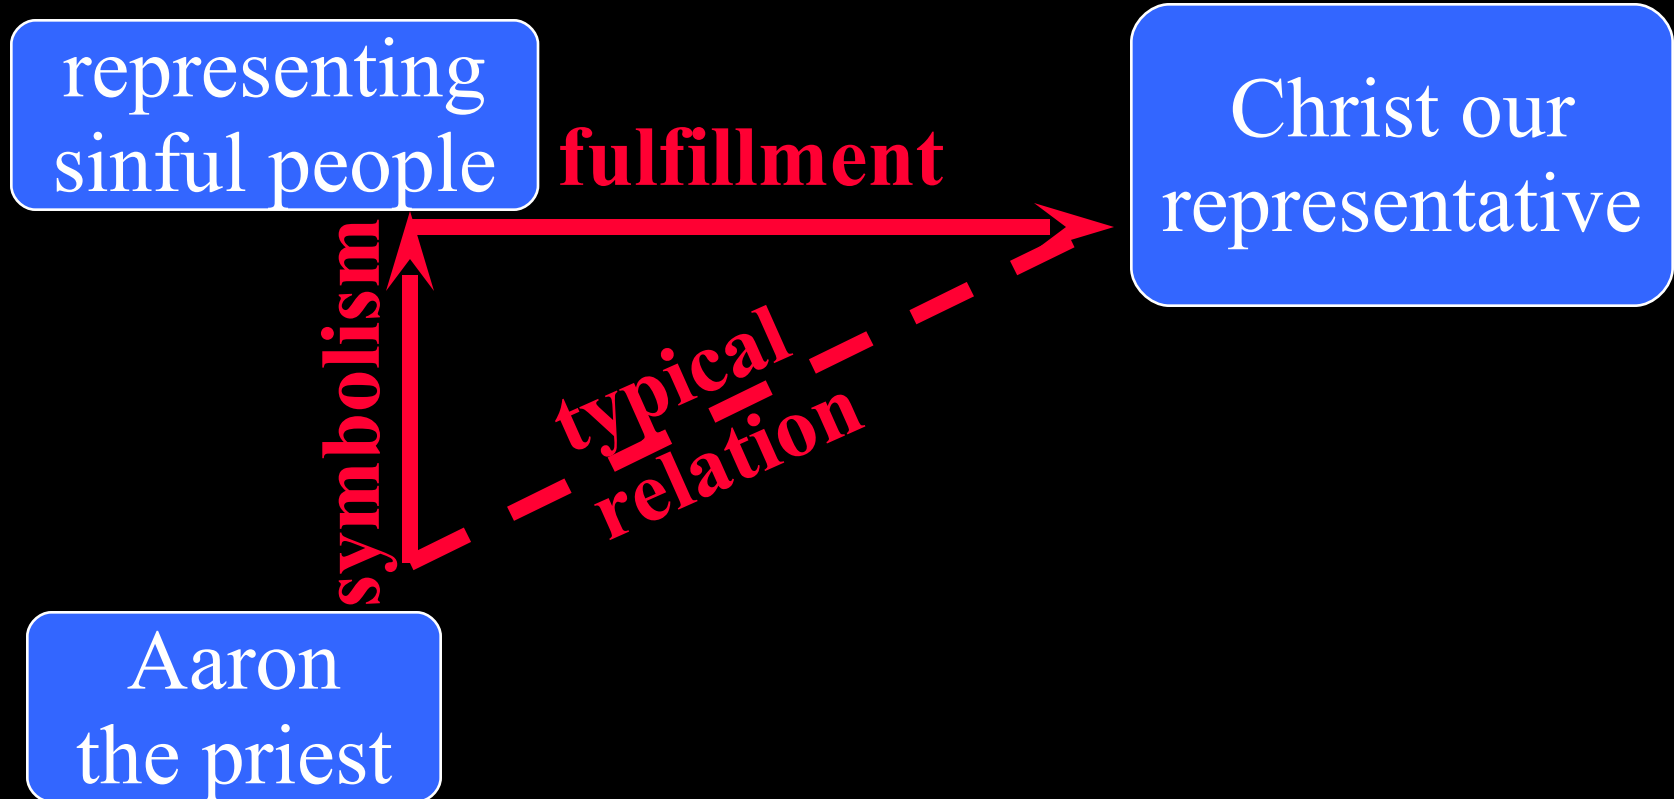 representing
sinful people
fulfillment
Christ our
representative
symbolism
typical
relation
Aaron
the priest